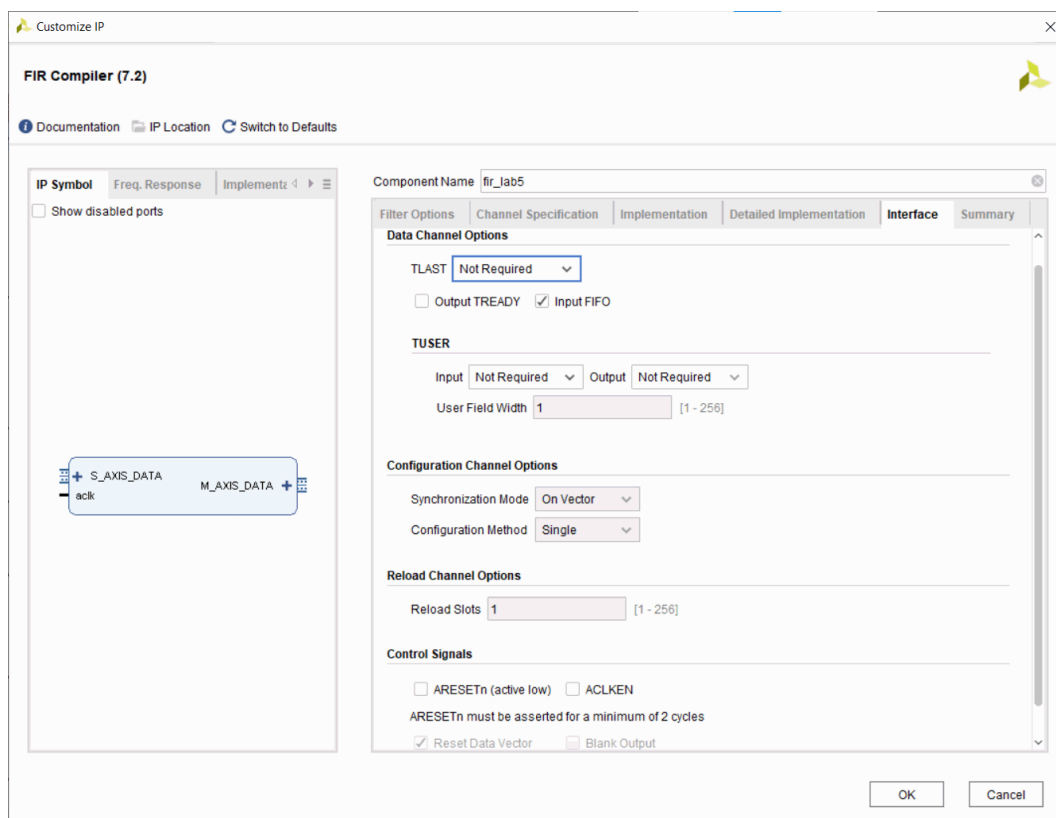 Customize IP
FIR Compiler (7.2)
Documentation IP Location Switch to Defaults
IP Symbol Freq. Response Implementa
Show disabled ports
S_AXIS_DATA
aclk
M_AXIS_DATA
Component Name fir_lab5
Filter Options Channel Specification Implementation Detailed Implementation Interface Summary
Data Channel Options
TLAST Not Required
Output TREADY Input FIFO
TUSER
Input Not Required Output Not Required
User Field Width 1 [1 - 256]
Configuration Channel Options
Synchronization Mode On Vector
Configuration Method Single
Reload Channel Options
Reload Slots 1 [1 - 256]
Control Signals
ARESETn (active low) ACLKEN
ARESETn must be asserted for a minimum of 2 cycles
Reset Data Vector Blank Output
OK Cancel